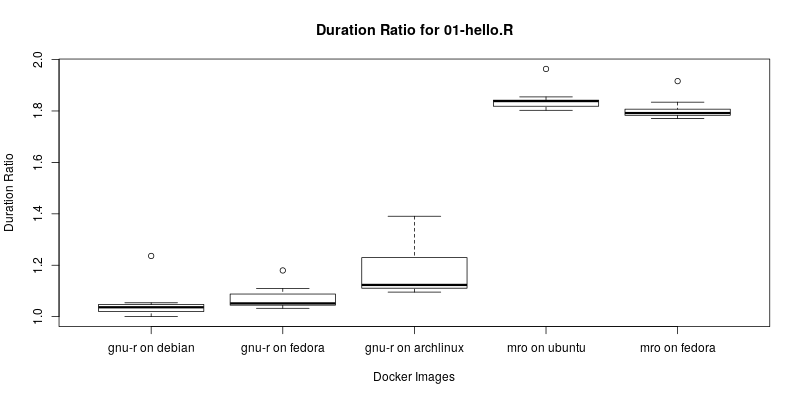 Duration Ratio for 01-hello.R
Duration Ratio
2.0
1.8
1.6
1.4
1.2
1.0
gnu-r on debian
gnu-r on fedora
gnu-r on archlinux
mro on ubuntu
mro on fedora
Docker Images